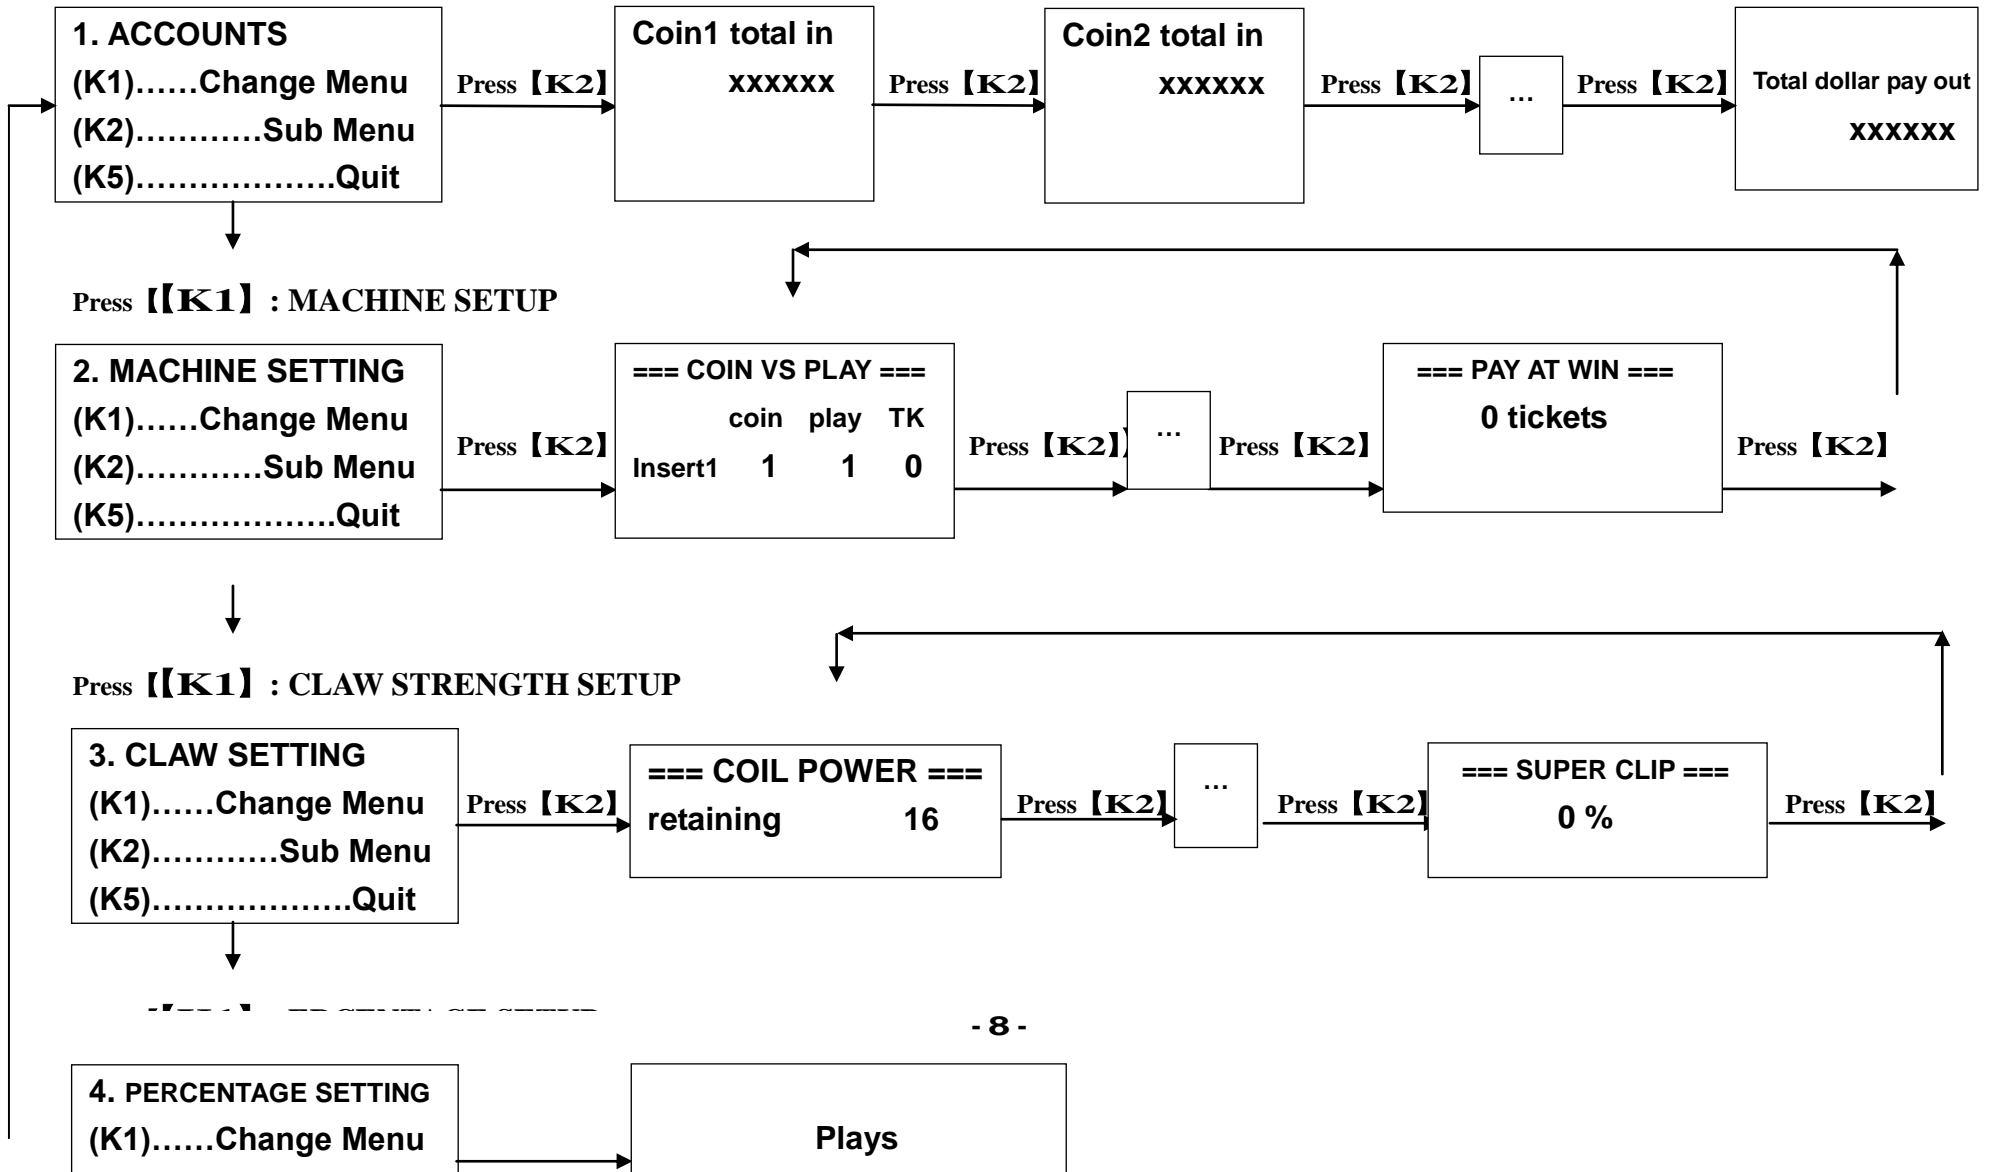 1. ACCOUNTS
(K1)……Change Menu
(K2)…………Sub Menu
(K5)……………….Quit
Press【K2】
Coin1 total in
xxxxxx
Press【K2】
Coin2 total in
xxxxxx
Press【K2】
…
Press【K2】
Total dollar pay out
xxxxxx
Press【【K1】: MACHINE SETUP
2. MACHINE SETTING
(K1)……Change Menu
(K2)…………Sub Menu
(K5)……………….Quit
Press【K2】
=== COIN VS PLAY ===
coin play TK
Insert1 1 1 0
Press【K2】】
…
Press【K2】
=== PAY AT WIN ===
0 tickets
Press【K2】
Press【【K1】: CLAW STRENGTH SETUP
3. CLAW SETTING
(K1)……Change Menu
(K2)…………Sub Menu
(K5)……………….Quit
Press【K2】
=== COIL POWER ===
retaining 16
Press【K2】
…
Press【K2】
=== SUPER CLIP ===
0 %
Press【K2】
- 8 -
4. PERCENTAGE SETTING
(K1)……Change Menu
Plays